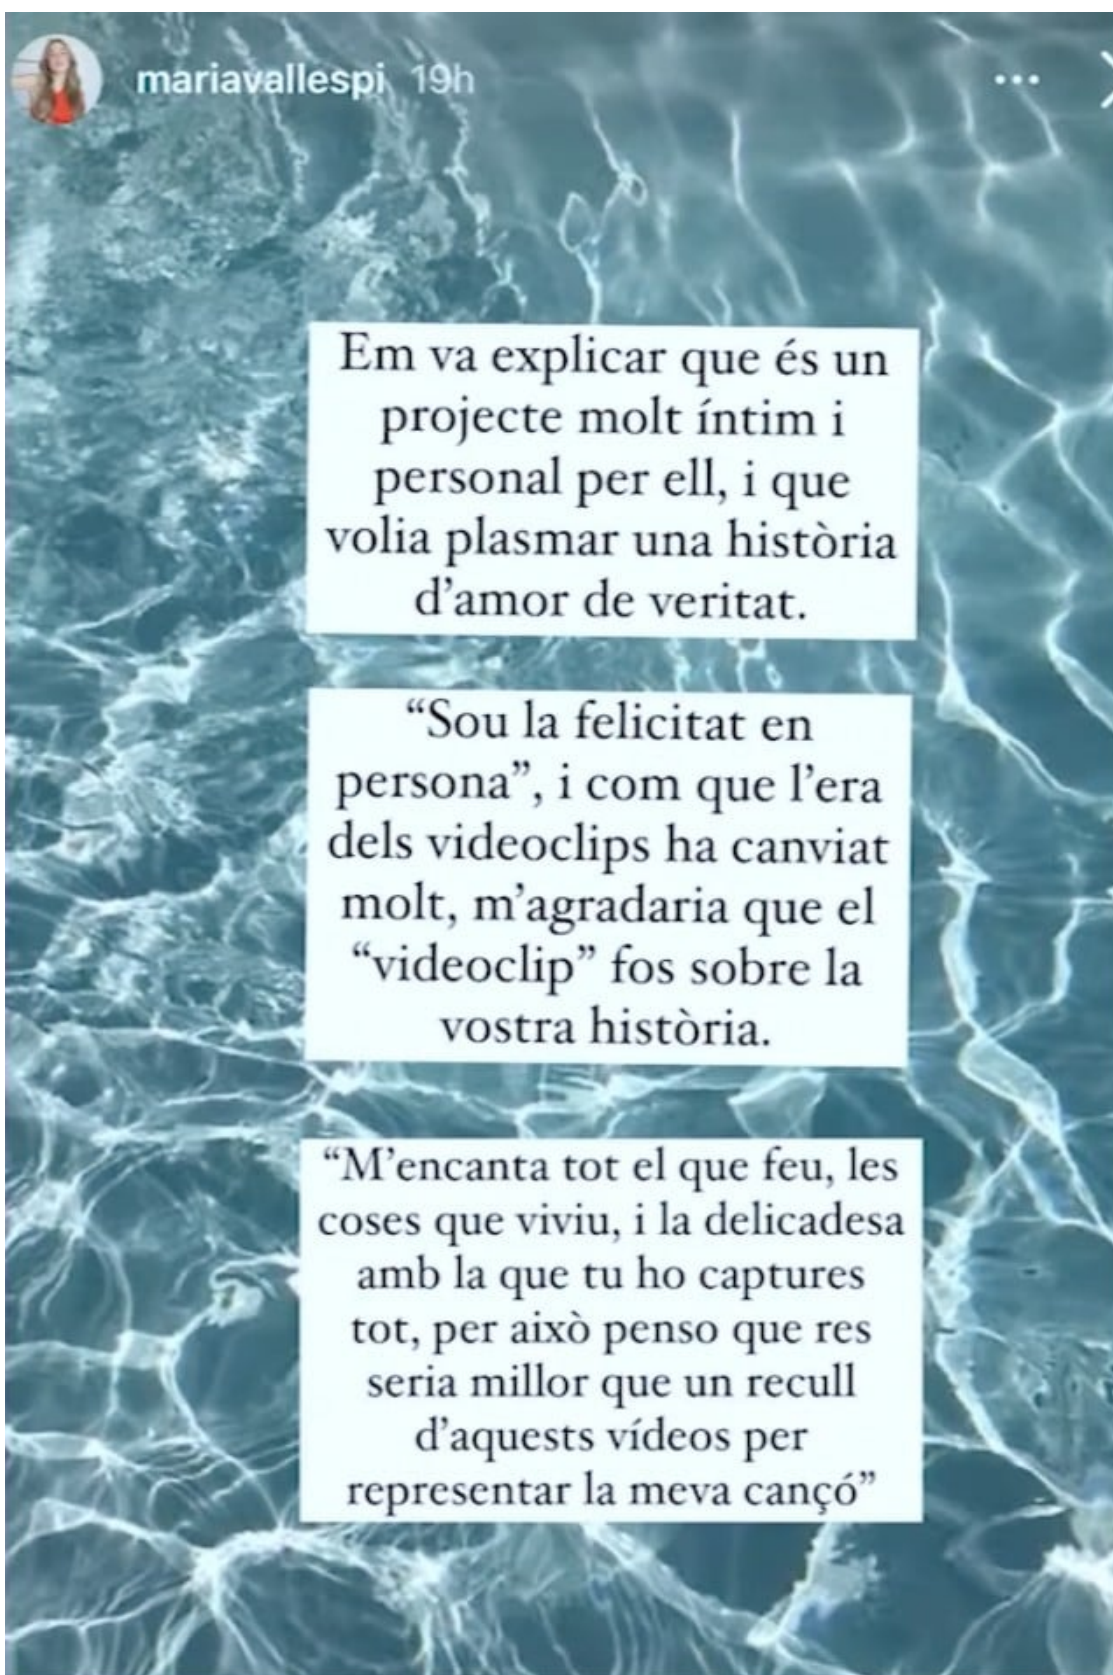 mariavallespi 19h
Em va explicar que és un
projecte molt íntim i
personal per ell, i que
volia plasmar una història
d’amor de veritat.
“Sou la felicitat en
persona”, i com que l’era
dels videoclips ha canviat
molt, m’agradaria que el
“videoclip” fos sobre la
vostra història.
“M’encanta tot el que feu, les
coses que viviu, i la delicadesa
amb la que tu ho captures
tot, per això penso que res
seria millor que un recull
d’aquests vídeos per
representar la meva cançó”